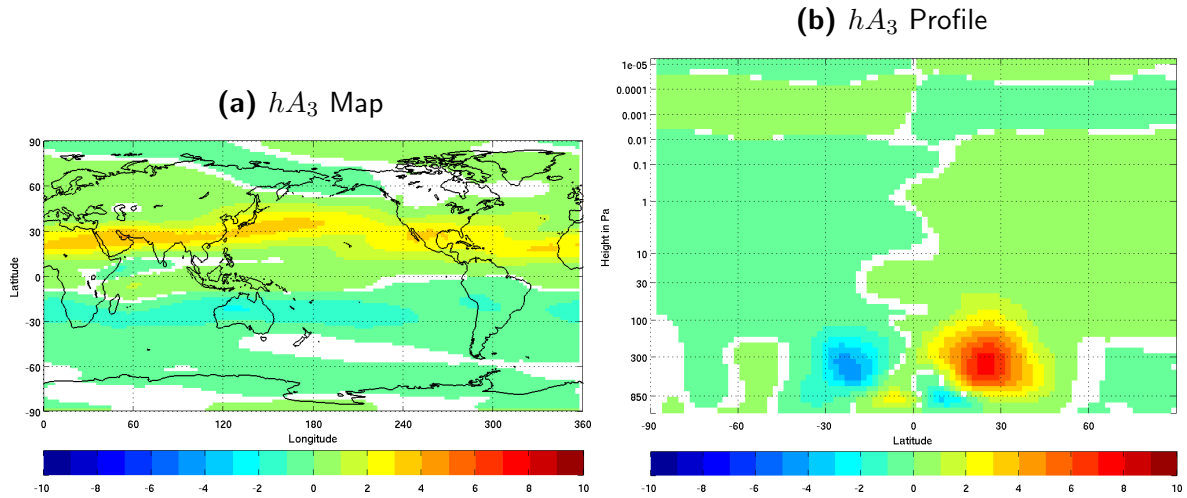 (a) hA₃ Map
90
60
30
0
-30
-60
-90
Latitude
0 60 120 180 240 300 360
Longitude
-10 -8 -6 -4 -2 0 2 4 6 8 10
(b) hA₃ Profile
1e-05
0.0001
0.001
0.01
0.1
1
10
30
100
300
850
Height in Pa
-90 -60 -30 0 30 60 90
Latitude
-10 -8 -6 -4 -2 0 2 4 6 8 10